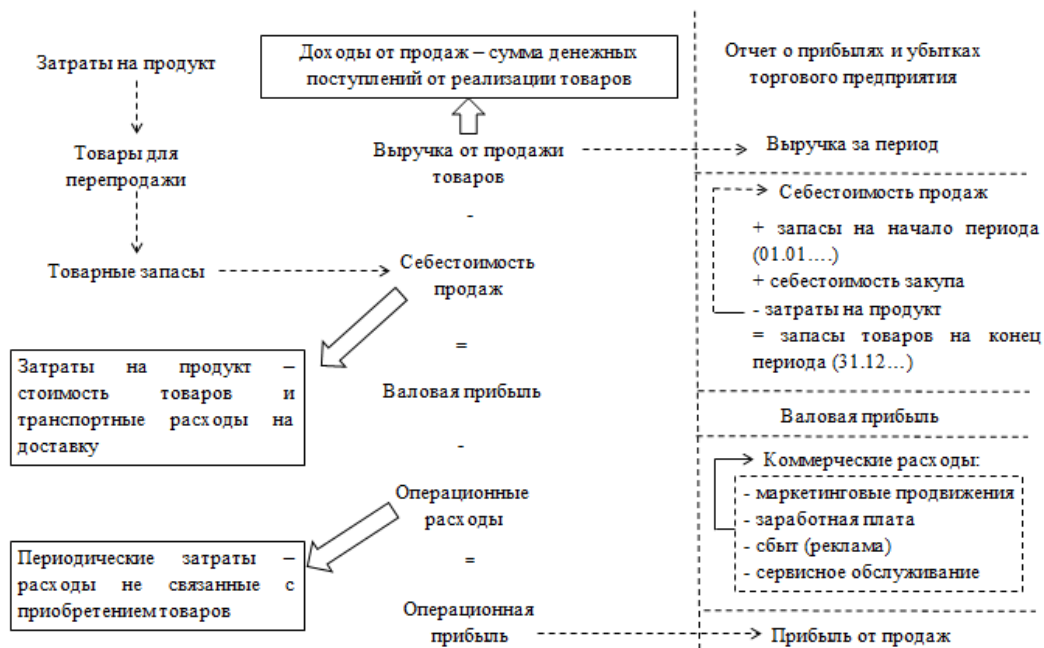 Затраты на продукт
Товары для
перепродажи
Товарные запасы
Затраты на продукт –
стоимость товаров и
транспортные расходы на
доставку
Периодические затраты –
расходы не связанные с
приобретением товаров
Доходы от продаж – сумма денежных
поступлений от реализации товаров
Выручка от продажи
товаров
-
Себестоимость
продаж
=
Валовая прибыль
-
Операционные
расходы
=
Операционная
прибыль
Отчет о прибылях и убытках
торгового предприятия
Выручка за период
Себестоимость продаж
+ запасы на начало периода
(01.01….)
+ себестоимость закупа
- затраты на продукт
= запасы товаров на конец
периода (31.12…)
Валовая прибыль
Коммерческие расходы:
- маркетинговые продвижения
- заработная плата
- сбыт (реклама)
- сервисное обслуживание
Прибыль от продаж